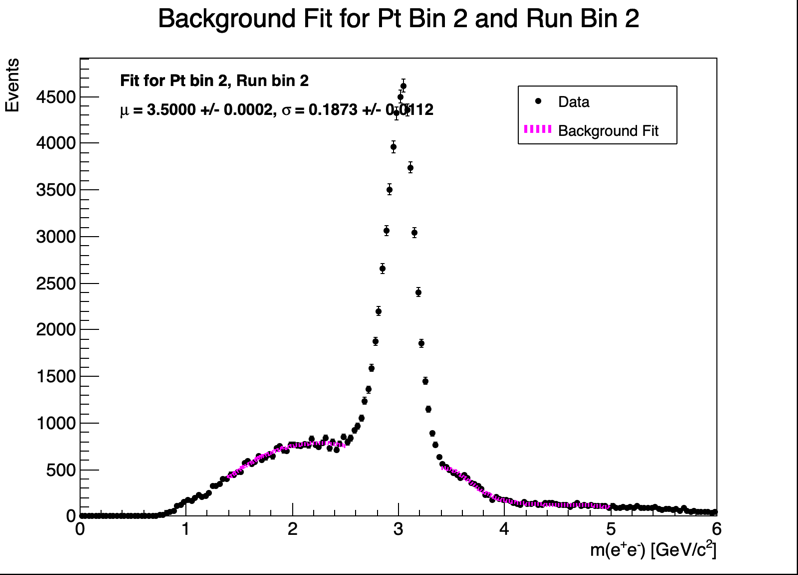 Background Fit for Pt Bin 2 and Run Bin 2
Events
Fit for Pt bin 2, Run bin 2
μ = 3.5000 +/- 0.0002, σ = 0.1873 +/- 0.0112
Data
Background Fit
4500
4000
3500
3000
2500
2000
1500
1000
500
0
0 1 2 3 4 5 6
m(e⁺e⁻) [GeV/c²]